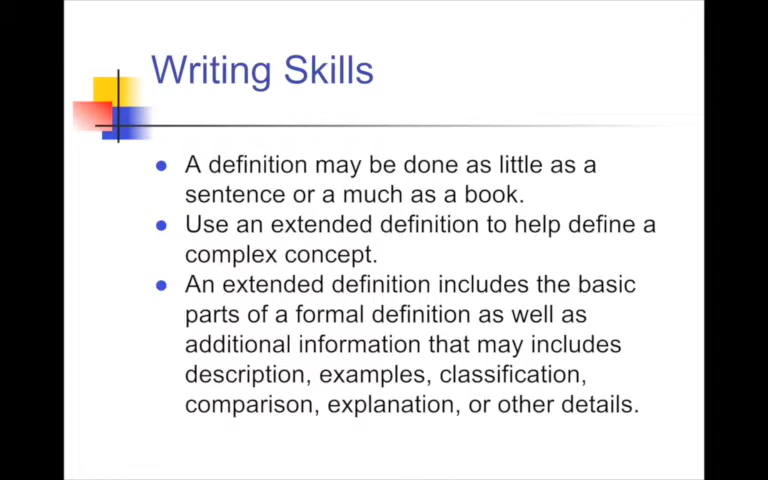 Writing Skills
A definition may be done as little as a
sentence or a much as a book.
Use an extended definition to help define a
complex concept.
An extended definition includes the basic
parts of a formal definition as well as
additional information that may includes
description, examples, classification,
comparison, explanation, or other details.